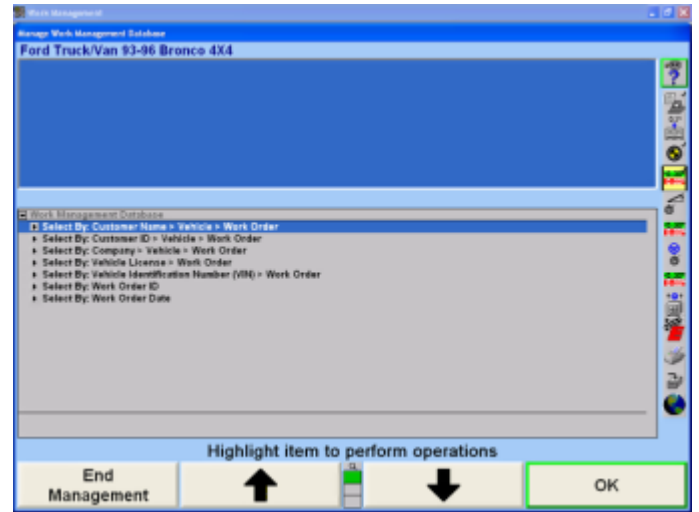 Work Management
Manage Work Management Database
Ford Truck/Van 93-96 Bronco 4X4
Work Management Database
Select By: Customer Name > Vehicle > Work Order
Select By: Customer ID > Vehicle > Work Order
Select By: Company > Vehicle > Work Order
Select By: Vehicle License > Work Order
Select By: Vehicle Identification Number (VIN) > Work Order
Select By: Work Order ID
Select By: Work Order Date
Highlight item to perform operations
End
Management
OK